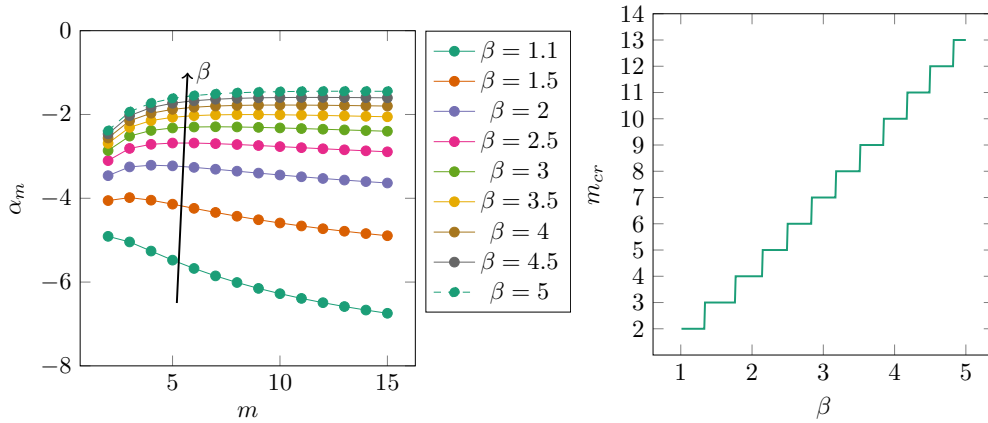 0
−2
−4
−6
−8
α_m
5
10
15
m
β
β = 1.1
β = 1.5
β = 2
β = 2.5
β = 3
β = 3.5
β = 4
β = 4.5
β = 5
14
13
12
11
10
9
8
7
6
5
4
3
2
m_cr
1
2
3
4
5
β